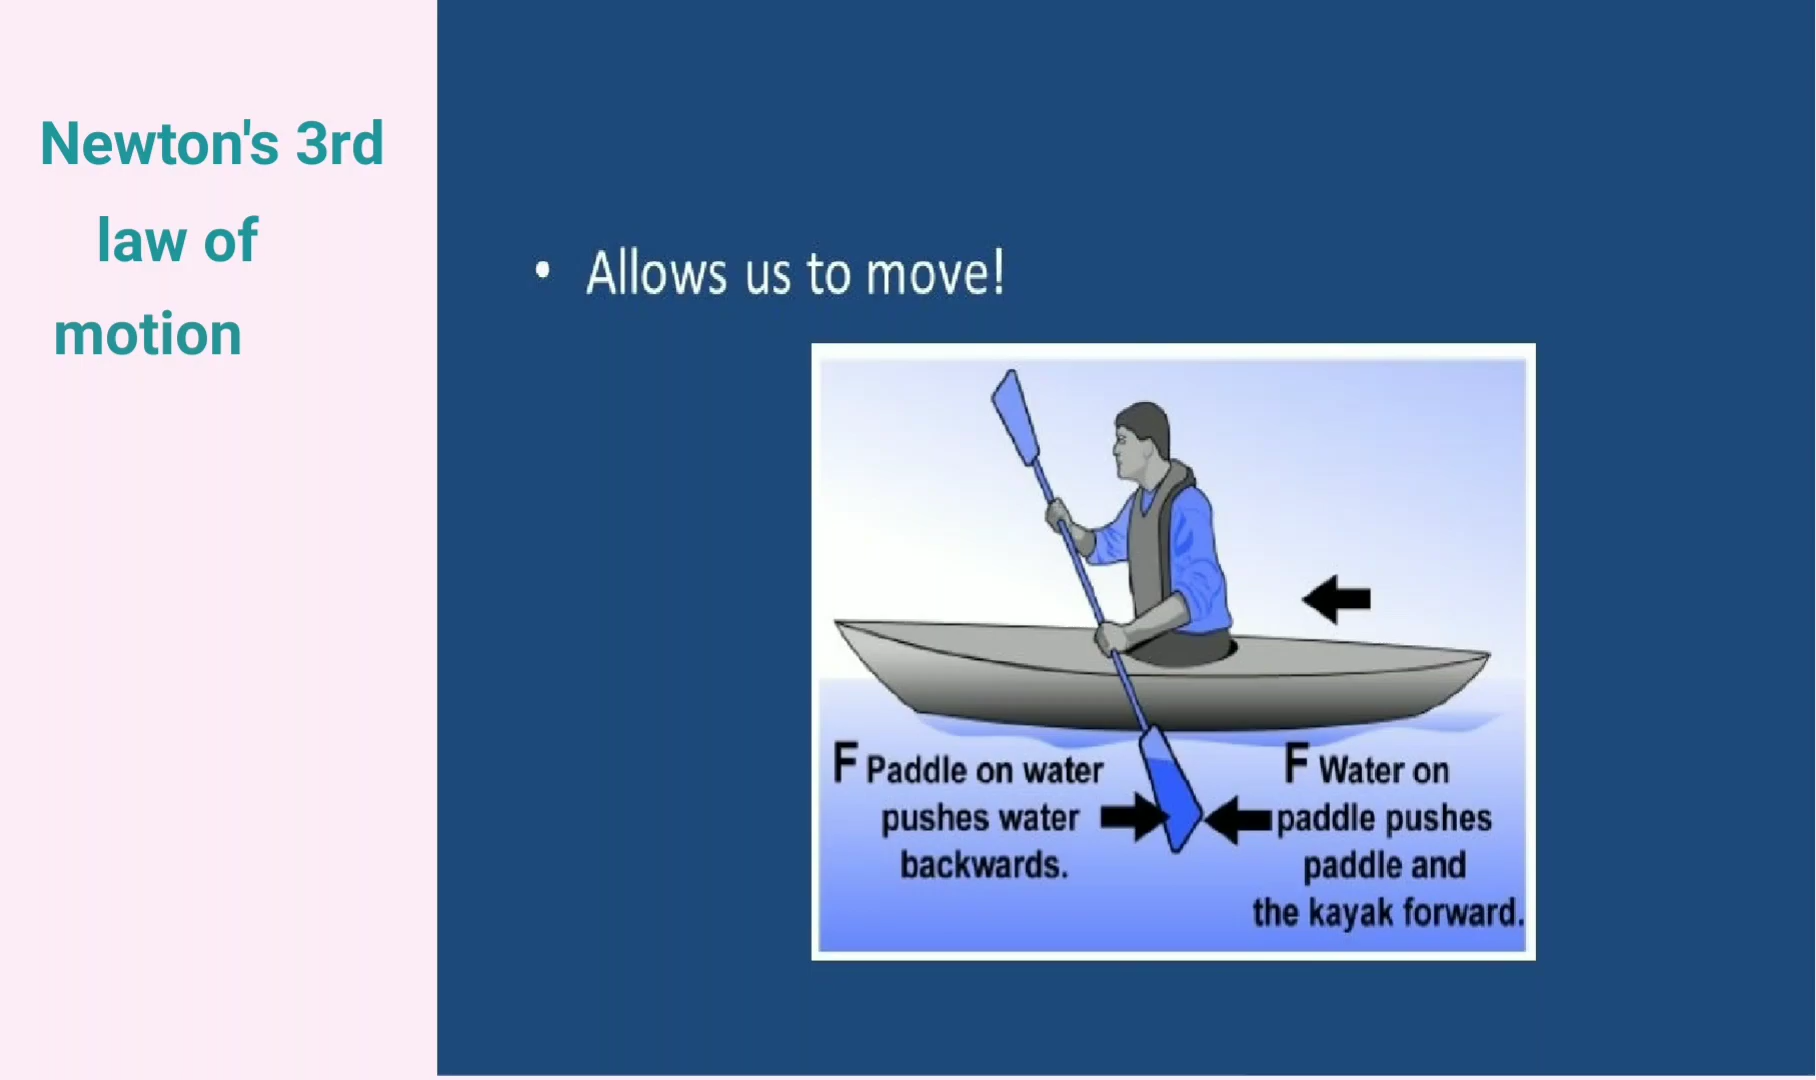 Newton's 3rd
law of
motion
• Allows us to move!
F Paddle on water
pushes water
backwards.
F Water on
paddle pushes
paddle and
the kayak forward.